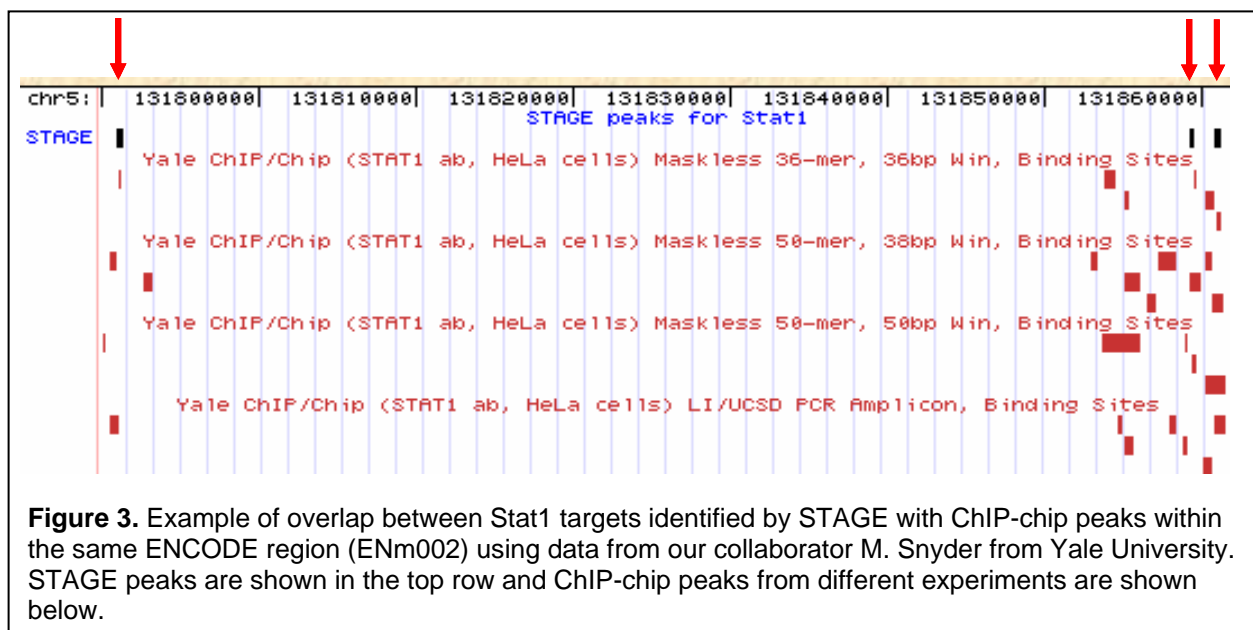 chr5: | 131800000| 131810000| 131820000| 131830000| 131840000| 131850000| 131860000|
STAGE peaks for Stat1
STAGE
Yale ChIP/Chip (STAT1 ab, HeLa cells) Maskless 36-mer, 36bp Win, Binding Sites
Yale ChIP/Chip (STAT1 ab, HeLa cells) Maskless 50-mer, 38bp Win, Binding Sites
Yale ChIP/Chip (STAT1 ab, HeLa cells) Maskless 50-mer, 50bp Win, Binding Sites
Yale ChIP/Chip (STAT1 ab, HeLa cells) LI/UCSD PCR Amplicon, Binding Sites
Figure 3. Example of overlap between Stat1 targets identified by STAGE with ChIP-chip peaks within
the same ENCODE region (ENm002) using data from our collaborator M. Snyder from Yale University.
STAGE peaks are shown in the top row and ChIP-chip peaks from different experiments are shown
below.